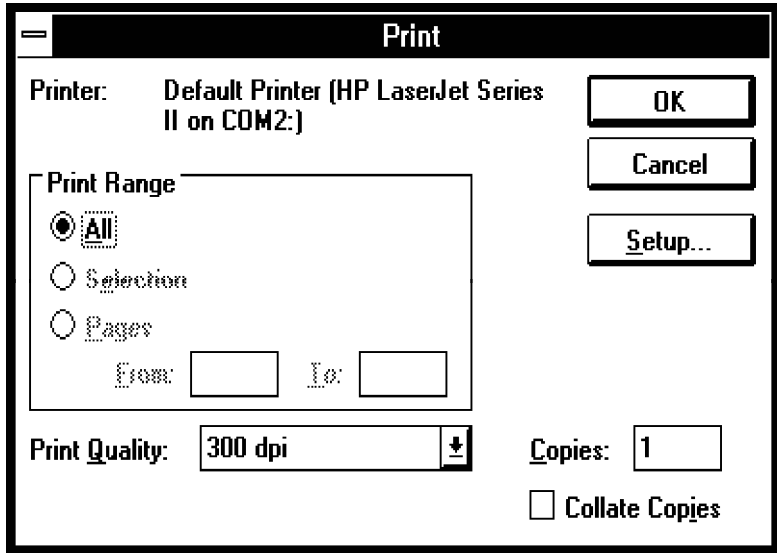 Print
Printer: Default Printer (HP LaserJet Series
II on COM2:)
OK
Cancel
Setup...
Print Range
All
Selection
Pages
From: To:
Print Quality: 300 dpi
Copies: 1
Collate Copies